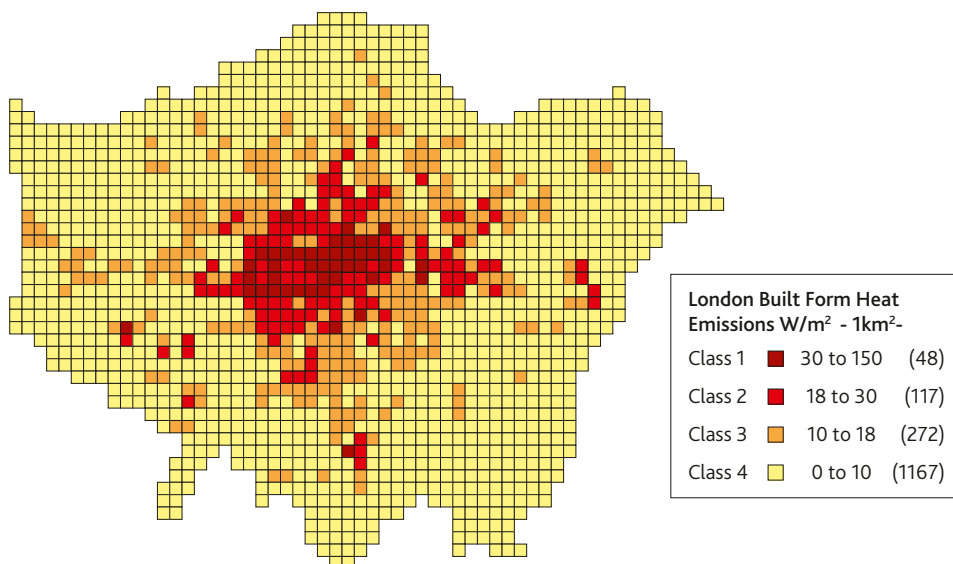 London Built Form Heat
Emissions W/m² - 1km²-
Class 1 30 to 150 (48)
Class 2 18 to 30 (117)
Class 3 10 to 18 (272)
Class 4 0 to 10 (1167)